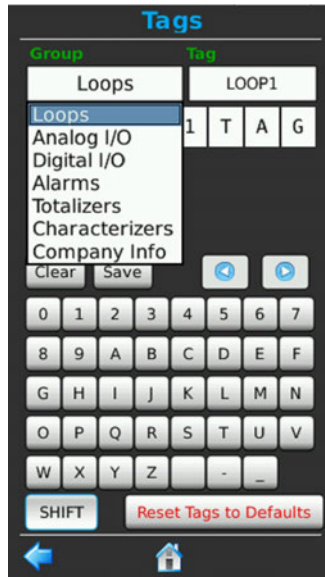 Tags
Group Tag
Loops LOOP1
Loops
Analog I/O
Digital I/O
Alarms
Totalizers
Characterizers
Company Info
1 T A G
Clear Save
0 1 2 3 4 5 6 7
8 9 A B C D E F
G H I J K L M N
O P Q R S T U V
W X Y Z - _
SHIFT Reset Tags to Defaults